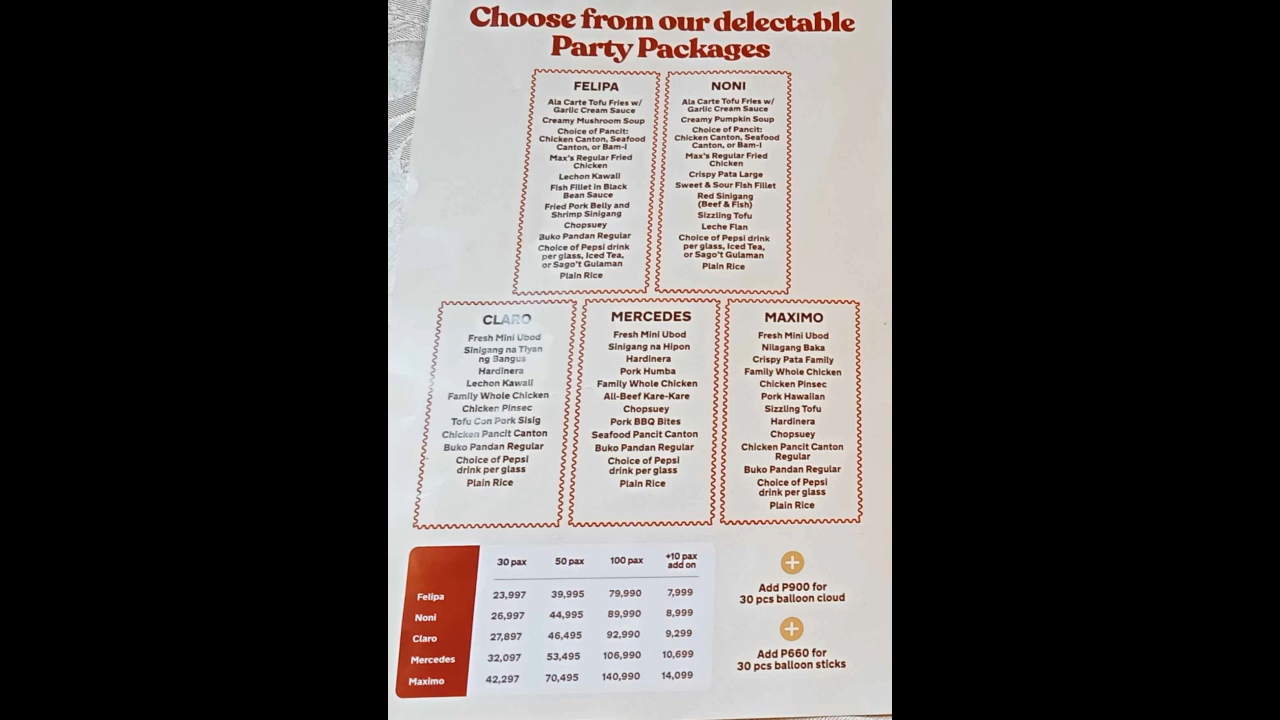 Choose from our delectable
Party Packages
FELIPA
Ala Carte Tofu Fries w/
Garlic Cream Sauce
Creamy Mushroom Soup
Choice of Pancit:
Chicken Canton, Seafood
Canton, or Bam-i
Max's Regular Fried
Chicken
Lechon Kawali
Fish Fillet in Black
Bean Sauce
Fried Pork Belly and
Shrimp Sinigang
Chopsuey
Buko Pandan Regular
Choice of Pepsi drink
per glass, Iced Tea,
or Sago't Gulaman
Plain Rice
NONI
Ala Carte Tofu Fries w/
Garlic Cream Sauce
Creamy Pumpkin Soup
Choice of Pancit:
Chicken Canton, Seafood
Canton, or Bam-I
Max's Regular Fried
Chicken
Crispy Pata Large
Sweet & Sour Fish Fillet
Red Sinigang
(Beef & Fish)
Sizzling Tofu
Leche Flan
Choice of Pepsi drink
per glass, Iced Tea,
or Sago't Gulaman
Plain Rice
CLARO
Fresh Mini Ubod
Sinigang na Tiyan
ng Bangus
Hardinera
Lechon Kawali
Family Whole Chicken
Chicken Pinsec
Tofu Con Pork Sisig
Chicken Pancit Canton
Buko Pandan Regular
Choice of Pepsi
drink per glass
Plain Rice
MERCEDES
Fresh Mini Ubod
Sinigang na Hipon
Hardinera
Pork Humba
Family Whole Chicken
All-Beef Kare-Kare
Chopsuey
Pork BBQ Bites
Seafood Pancit Canton
Buko Pandan Regular
Choice of Pepsi
drink per glass
Plain Rice
MAXIMO
Fresh Mini Ubod
Nilagang Baka
Crispy Pata Family
Family Whole Chicken
Chicken Pinsec
Pork Hawaiian
Sizzling Tofu
Hardinera
Chopsuey
Chicken Pancit Canton
Regular
Buko Pandan Regular
Choice of Pepsi
drink per glass
Plain Rice
30 pax 50 pax 100 pax +10 pax
add on
Felipa 23,997 39,995 79,990 7,999
Noni 26,997 44,995 89,990 8,999
Claro 27,897 46,495 92,990 9,299
Mercedes 32,097 53,495 106,990 10,699
Maximo 42,297 70,495 140,990 14,099
+
Add P900 for
30 pcs balloon cloud
+
Add P660 for
30 pcs balloon sticks